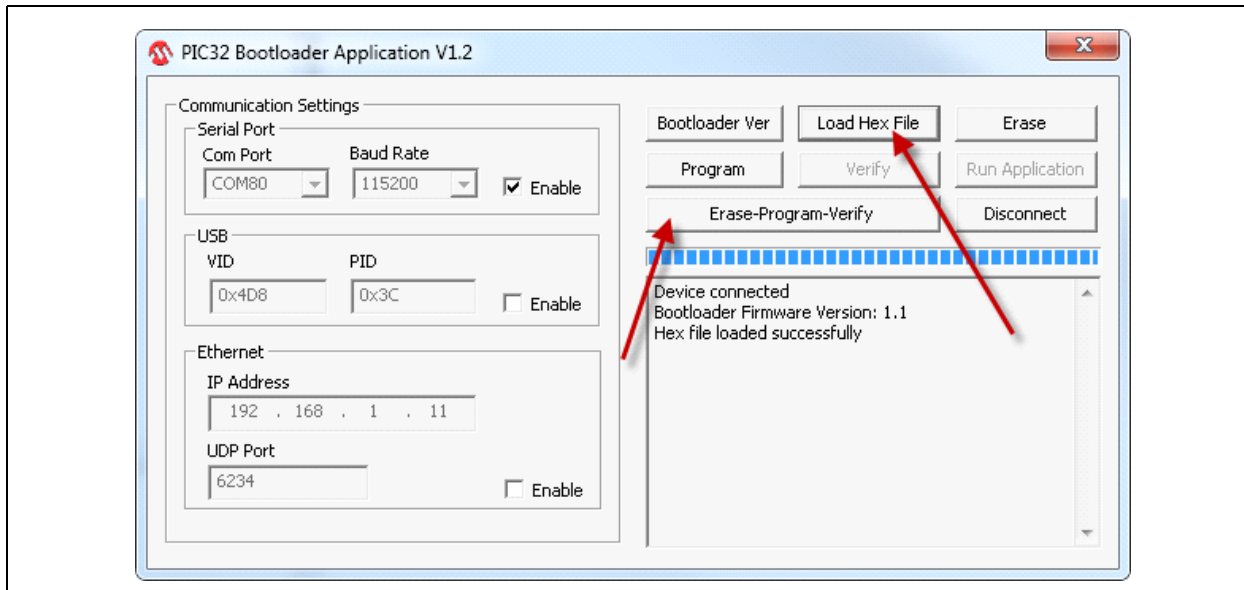 PIC32 Bootloader Application V1.2
Communication Settings
Serial Port
Com Port Baud Rate
COM80 115200 Enable
USB
VID PID
0x4D8 0x3C Enable
Ethernet
IP Address
192 . 168 . 1 . 11
UDP Port
6234 Enable
Bootloader Ver Load Hex File Erase
Program Verify Run Application
Erase-Program-Verify Disconnect
Device connected
Bootloader Firmware Version: 1.1
Hex file loaded successfully